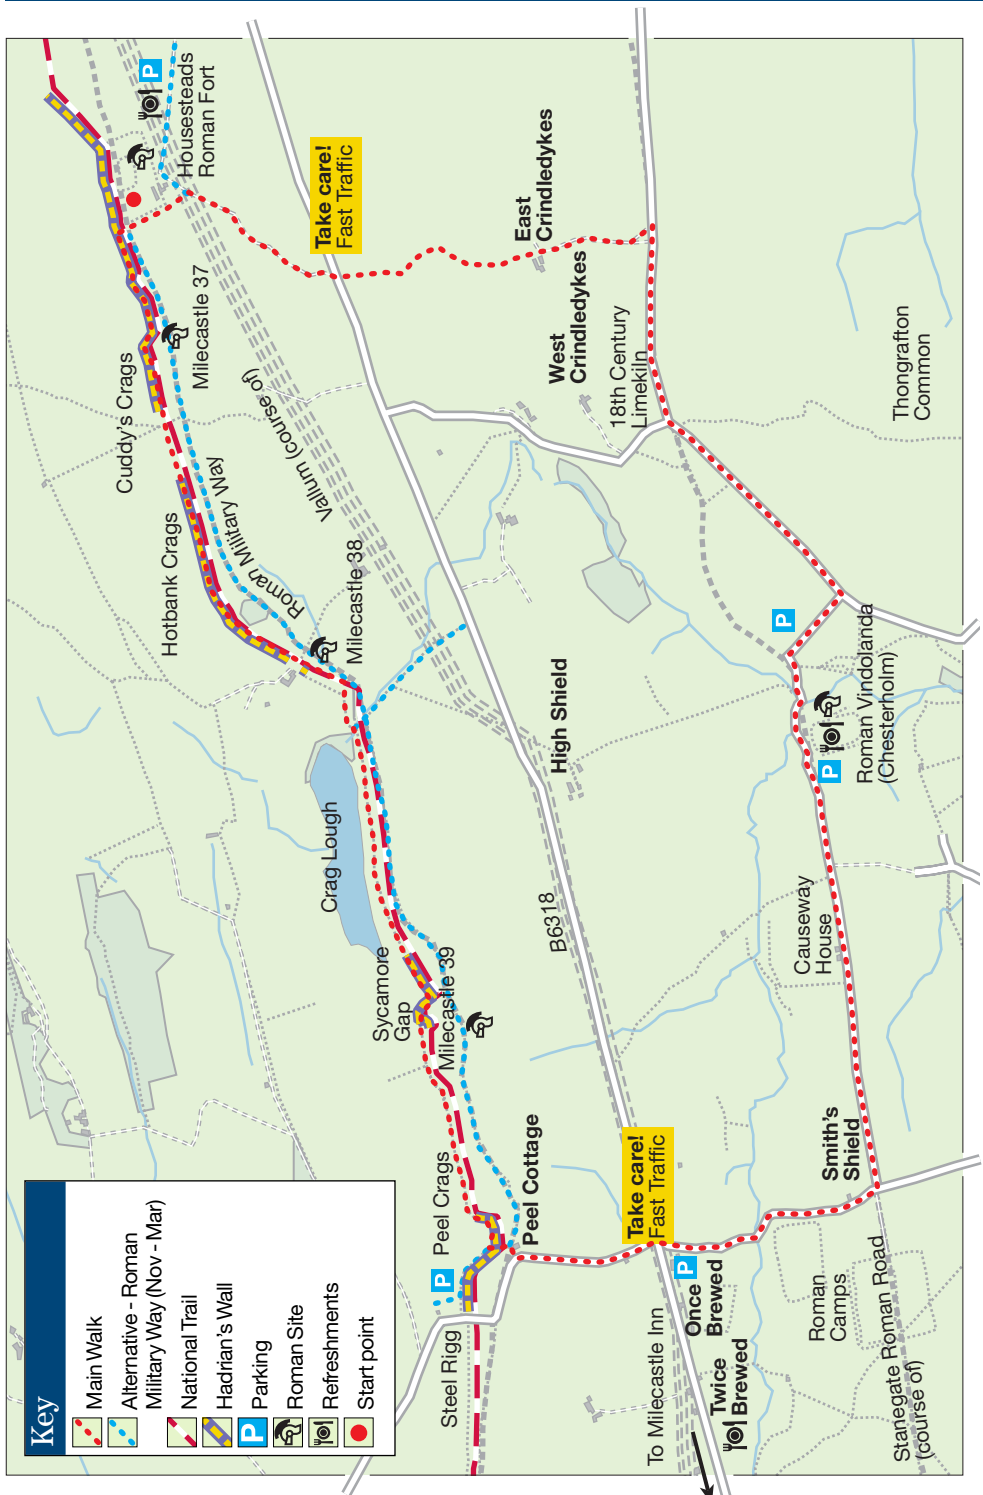 Key
Main Walk
Alternative - Roman
Military Way (Nov - Mar)
National Trail
Hadrian's Wall
P
Parking
Roman Site
Refreshments
Start point
Steel Rigg
P
Peel Crags
Peel Cottage
Sycamore
Gap
Milecastle 39
Crag Lough
Hotbank Crags
Milecastle 38
Roman Military Way
Cuddy's Crags
Milecastle 37
Vallum (course of)
P
Housesteads
Roman Fort
Take care!
Fast Traffic
East
Crindledykes
West
Crindledykes
18th Century
Limekiln
Thongrafton
Common
High Shield
B6318
P
Roman Vindolanda
(Chesterholm)
P
Causeway
House
Smith's
Shield
Take care!
Fast Traffic
P
Once
Brewed
Twice
Brewed
To Milecastle Inn
Roman
Camps
Stanegate Roman Road
(course of)